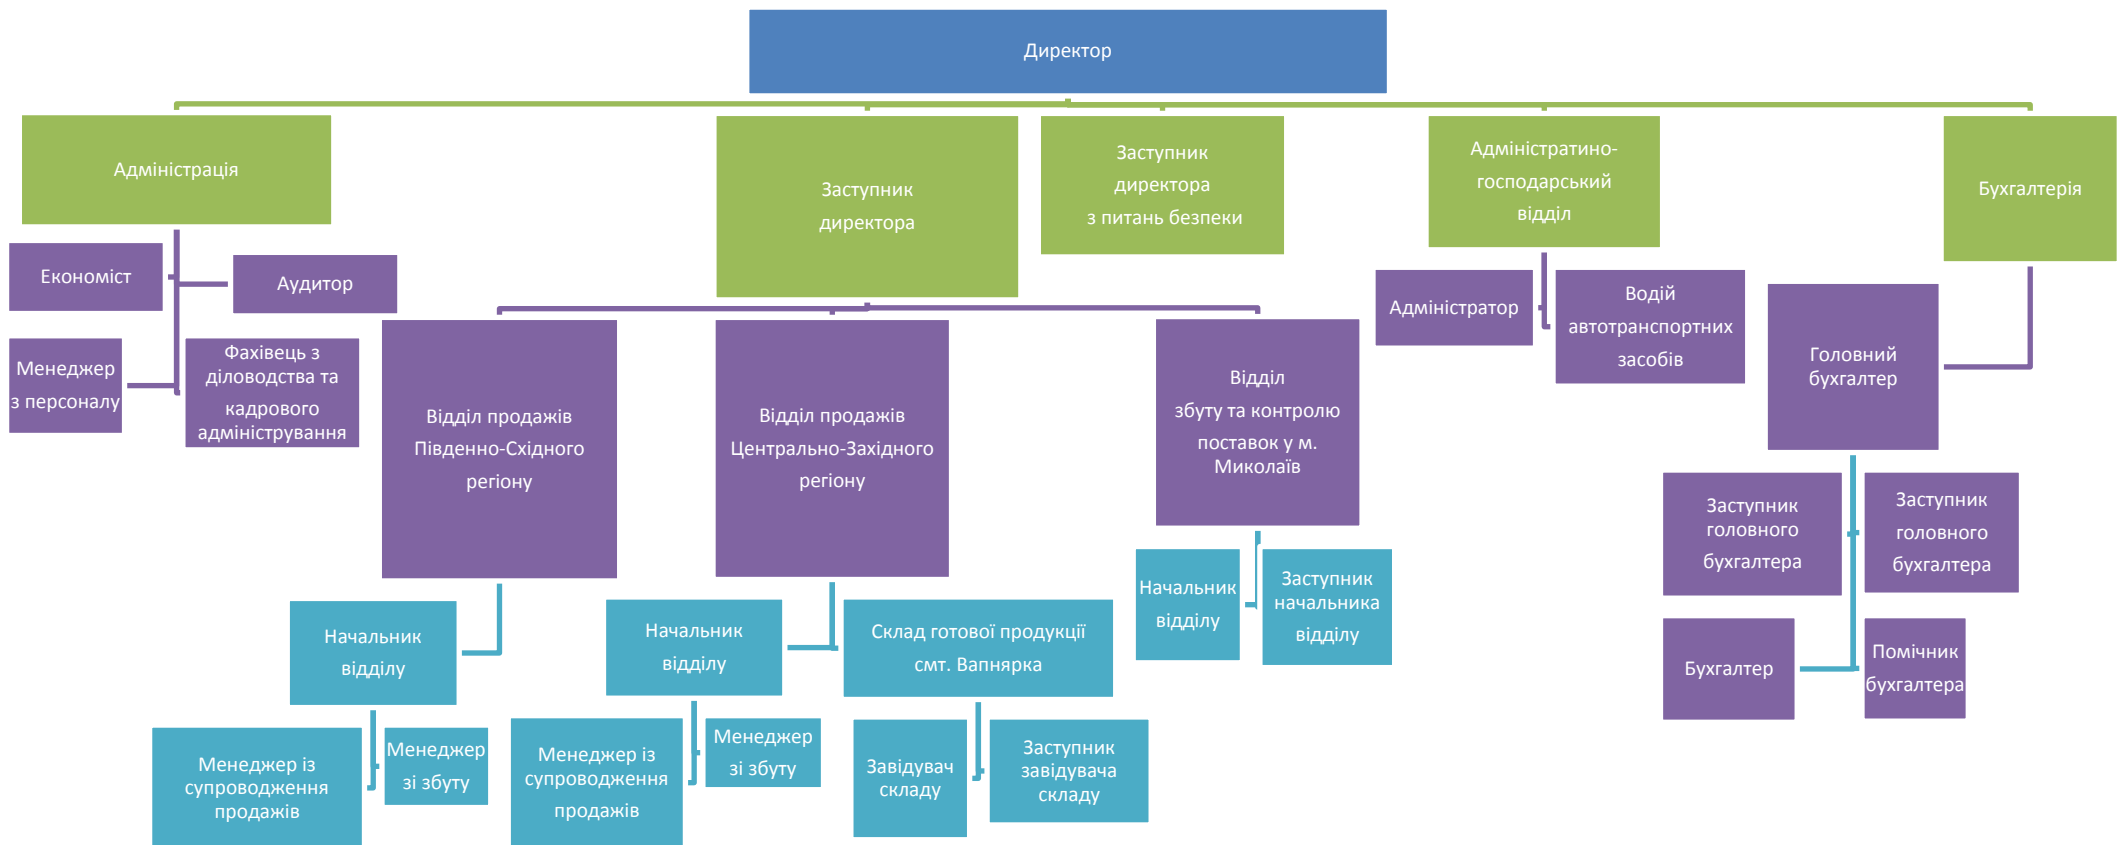 Директор
Адміністрація
Заступник
директора
Заступник
директора
з питань безпеки
Адміністратино-
господарський
відділ
Бухгалтерія
Економіст
Аудитор
Менеджер
з персоналу
Фахівець з
діловодства та
кадрового
адміністрування
Відділ продажів
Південно-Східного
регіону
Відділ продажів
Центрально-Західного
регіону
Відділ
збуту та контролю
поставок у м.
Миколаїв
Адміністратор
Водій
автотранспортних
засобів
Головний
бухгалтер
Заступник
головного
бухгалтера
Заступник
головного
бухгалтера
Бухгалтер
Помічник
бухгалтера
Начальник
відділу
Начальник
відділу
Склад готової продукції
смт. Вапнярка
Начальник
відділу
Заступник
начальника
відділу
Менеджер із
супроводження
продажів
Менеджер
зі збуту
Менеджер із
супроводження
продажів
Менеджер
зі збуту
Завідувач
складу
Заступник
завідувача
складу